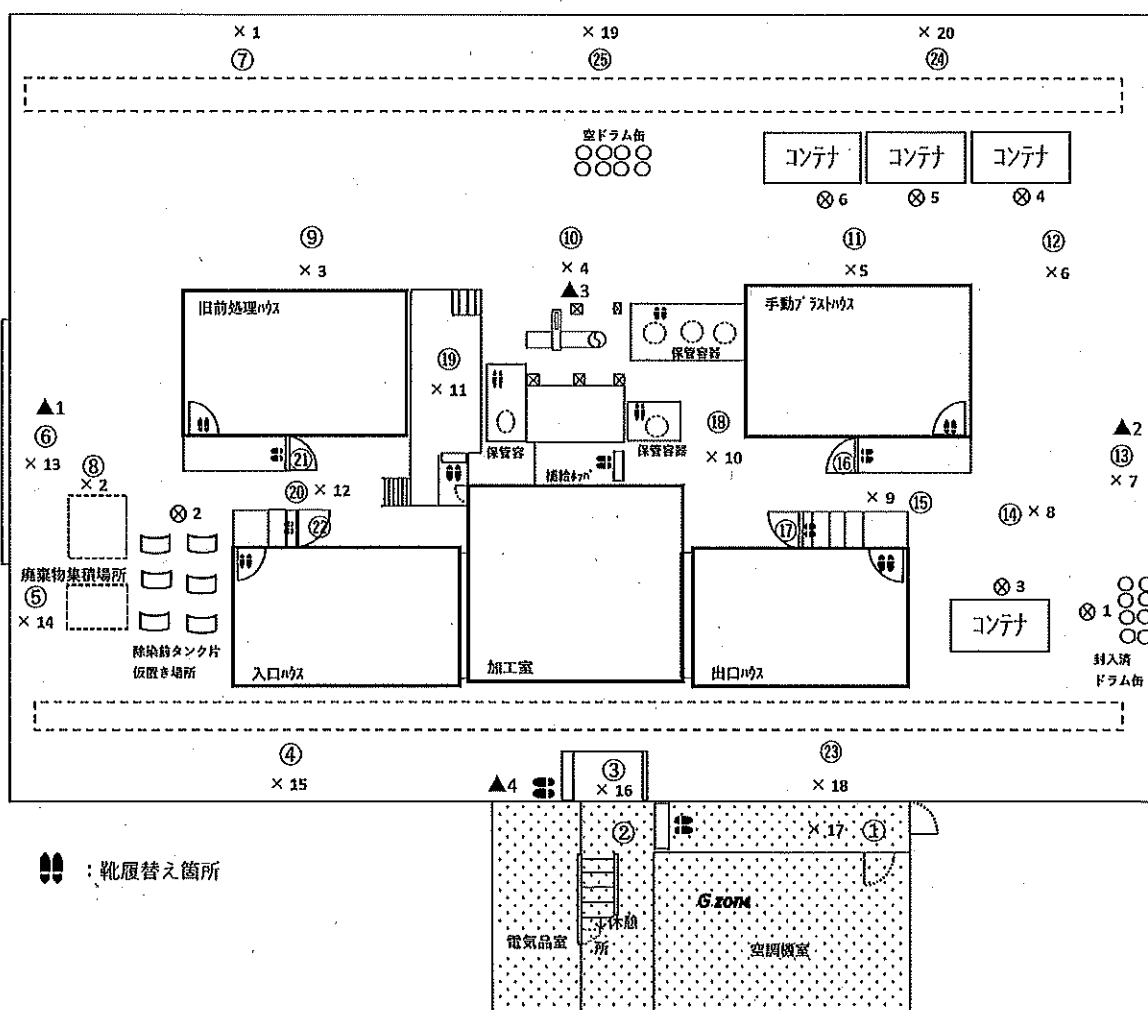 × 1 × 19 × 20
⑦ ㉕ ㉔
空ドラム缶
コンテナ コンテナ コンテナ
⊗ 6 ⊗ 5 ⊗ 4
⑨ ⑩ ⑪ ⑫
× 3 × 4 × 5 × 6
▲3
旧前処理ハウス
手動ブラストハウス
保管容器
⑲
× 11
▲1
▲2
⑥
⑱
⑬
× 13
⑧
㉑
保管容
保管容器
× 10
⑯
× 7
× 2
⑳ × 12
× 9 ⑮
⊗ 2
㉒
⑰
⑭ × 8
廃棄物集積場所
⑤
× 14
⊗ 3
⊗ 1
コンテナ
除染前タンク片
仮置き場所
入口ハウス
加工室
出口ハウス
封入済
ドラム缶
④ ③ ㉓
× 15 ▲4 × 16 × 18
② × 17 ①
:靴履替え箇所
G zone
休憩
所
電気品室
空調機室